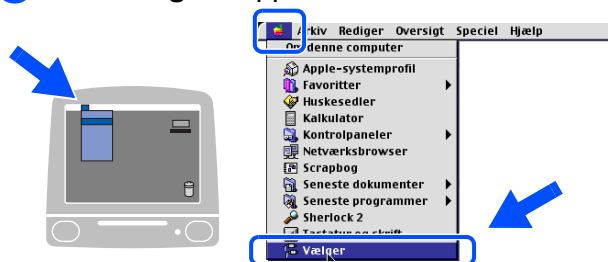 Arkiv Rediger Oversigt Speciel Hjælp
Om denne computer
Apple-systemprofil
Favoritter
Huskesedler
Kalkulator
Kontrolpaneler
Netværksbrowser
Scrapbog
Seneste dokumenter
Seneste programmer
Sherlock 2
Tastatur og skrift
Vælger